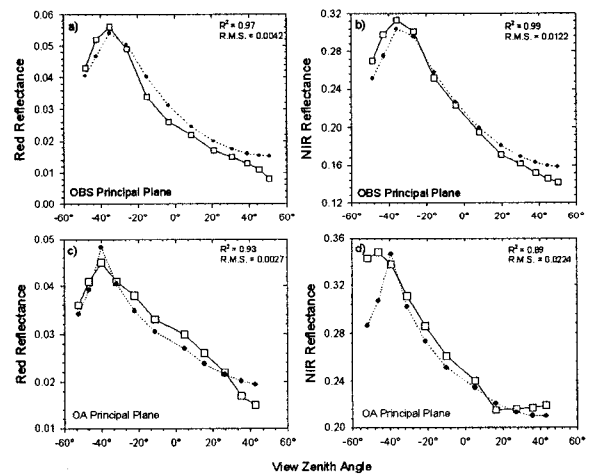 a)
R² = 0.97
R.M.S. = 0.0042
Red Reflectance
0.06
0.05
0.04
0.03
0.02
0.01
0.00
OBS Principal Plane
-60° -40° -20° 0° 20° 40° 60°
b)
R² = 0.99
R.M.S. = 0.0122
NIR Reflectance
0.36
0.32
0.28
0.24
0.20
0.16
0.12
OBS Principal Plane
-60° -40° -20° 0° 20° 40° 60°
c)
R² = 0.93
R.M.S. = 0.0027
Red Reflectance
0.05
0.04
0.03
0.02
0.01
OA Principal Plane
-60° -40° -20° 0° 20° 40° 60°
d)
R² = 0.89
R.M.S. = 0.0224
NIR Reflectance
0.36
0.32
0.28
0.24
0.20
OA Principal Plane
-60° -40° -20° 0° 20° 40° 60°
View Zenith Angle